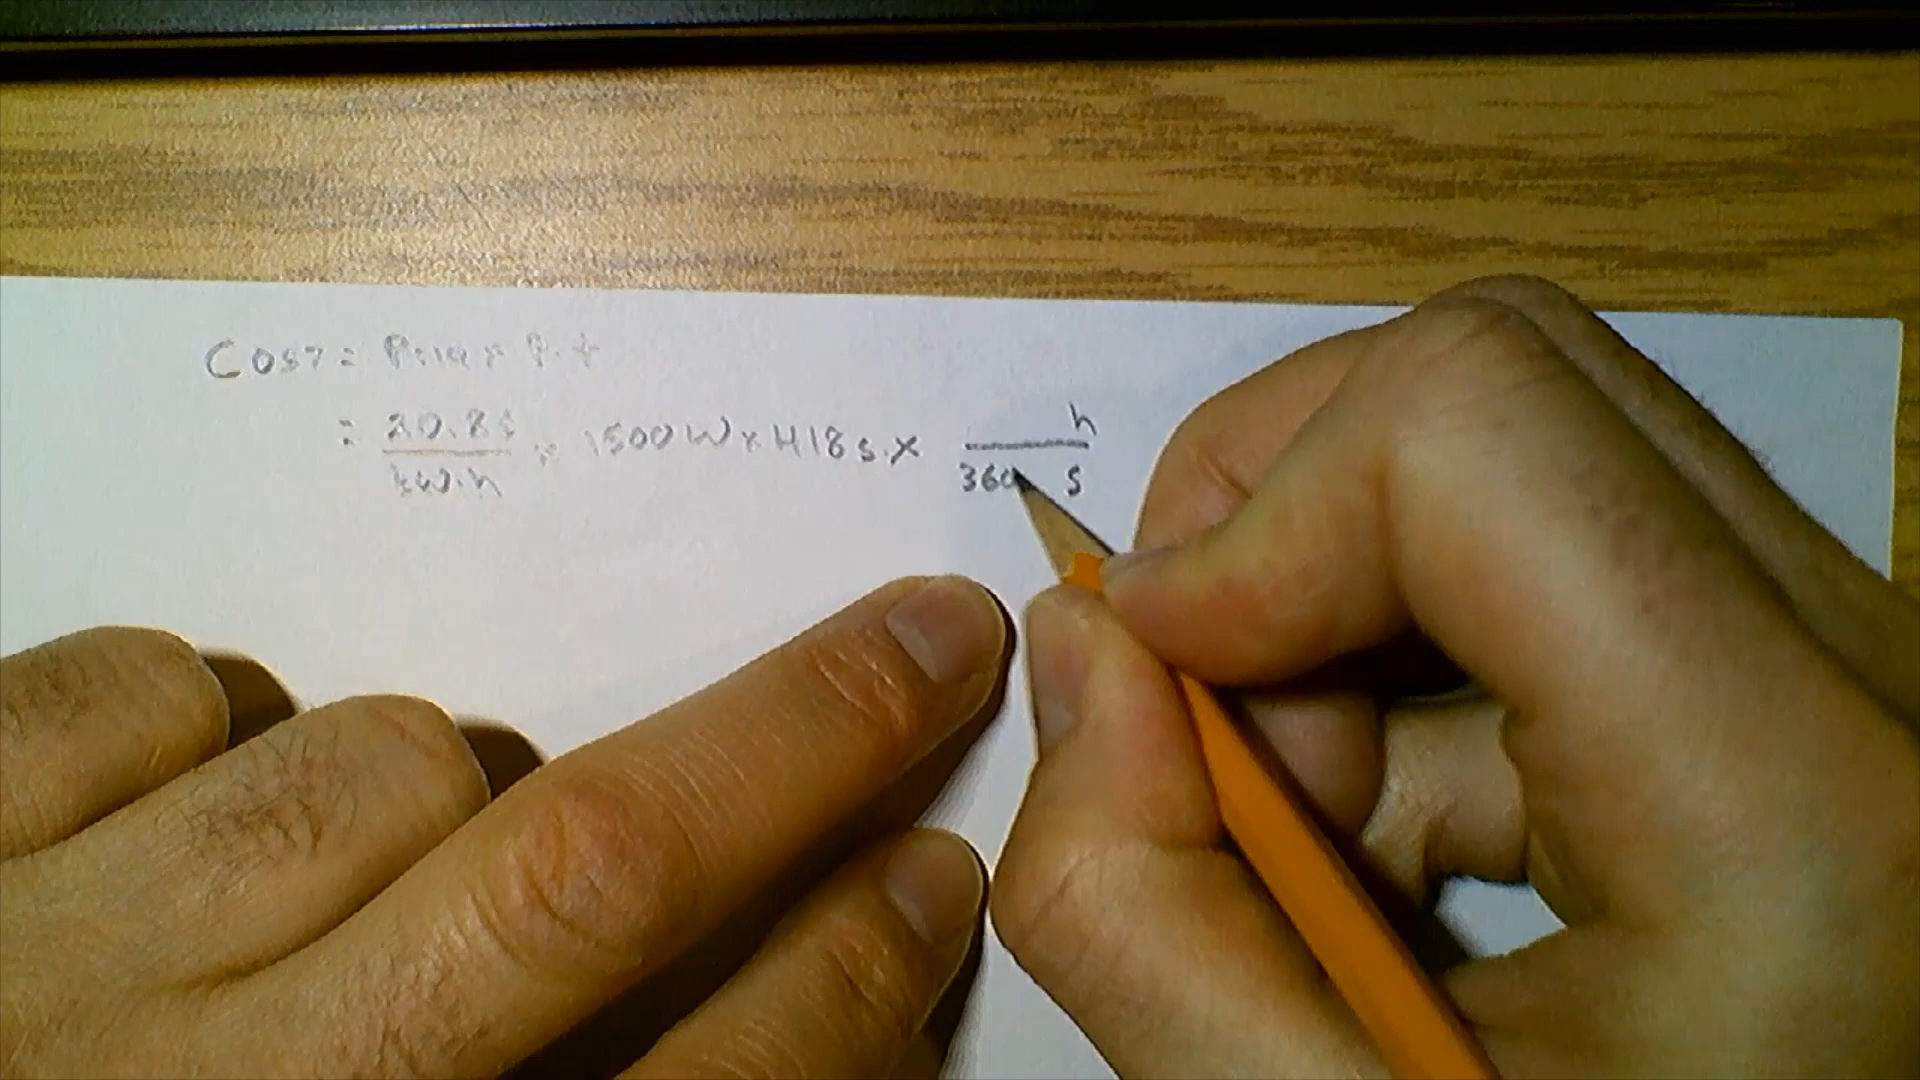 Cost = Price x P.t
= 20.8¢/kW.h x 1500 W x 418 s. x h/360 s